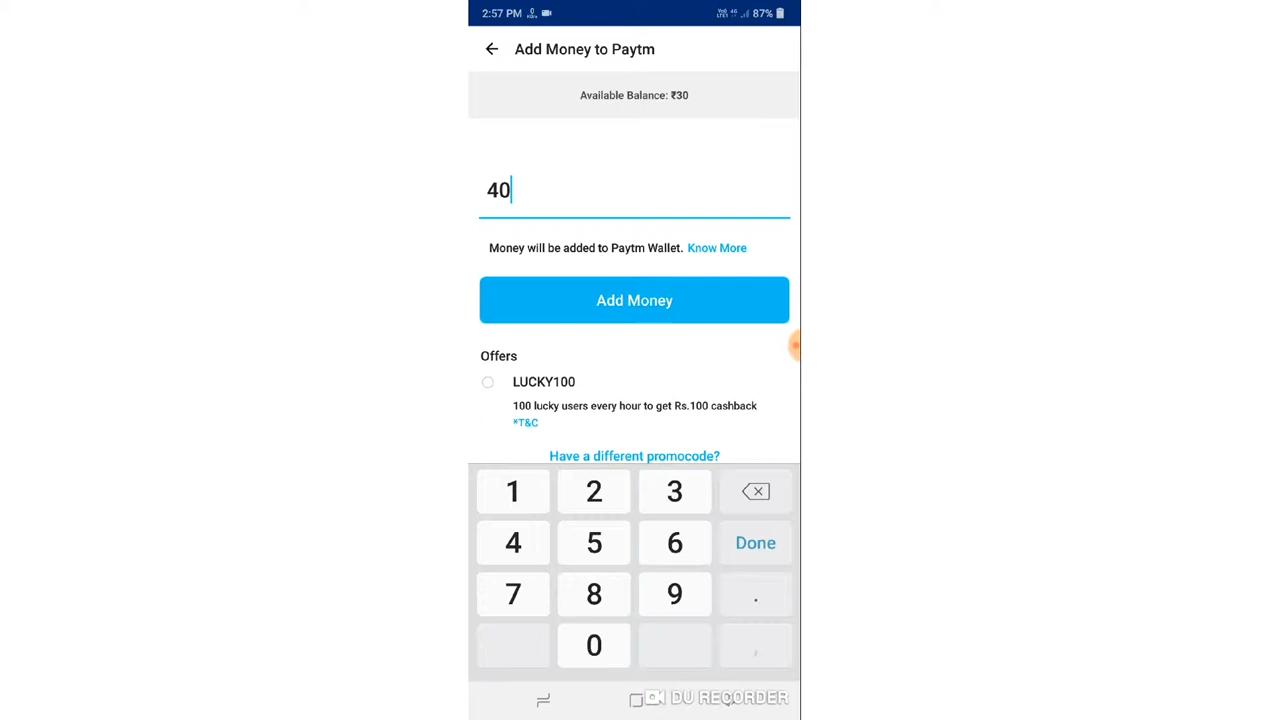 2:57 PM 87%
Add Money to Paytm
Available Balance: ₹30
40
Money will be added to Paytm Wallet. Know More
Add Money
Offers
LUCKY100
100 lucky users every hour to get Rs.100 cashback
*T&C
Have a different promocode?
1 2 3
4 5 6 Done
7 8 9 .
0 ,
DU RECORDER